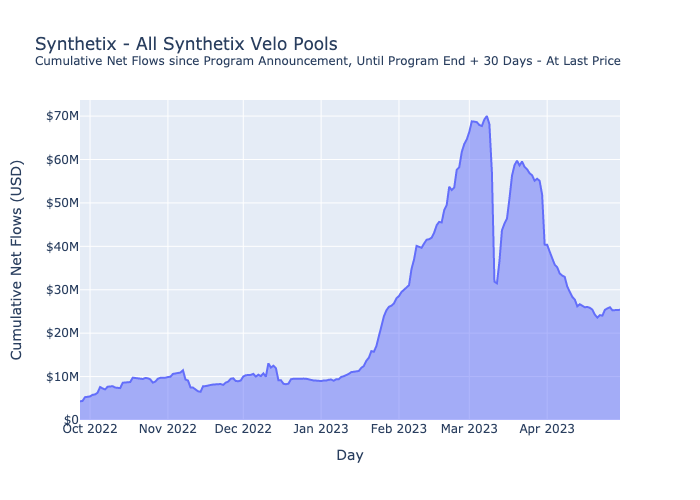 Synthetix - All Synthetix Velo Pools
Cumulative Net Flows since Program Announcement, Until Program End + 30 Days - At Last Price
$70M
$60M
$50M
$40M
$30M
$20M
$10M
$0
Cumulative Net Flows (USD)
Oct 2022 Nov 2022 Dec 2022 Jan 2023 Feb 2023 Mar 2023 Apr 2023
Day